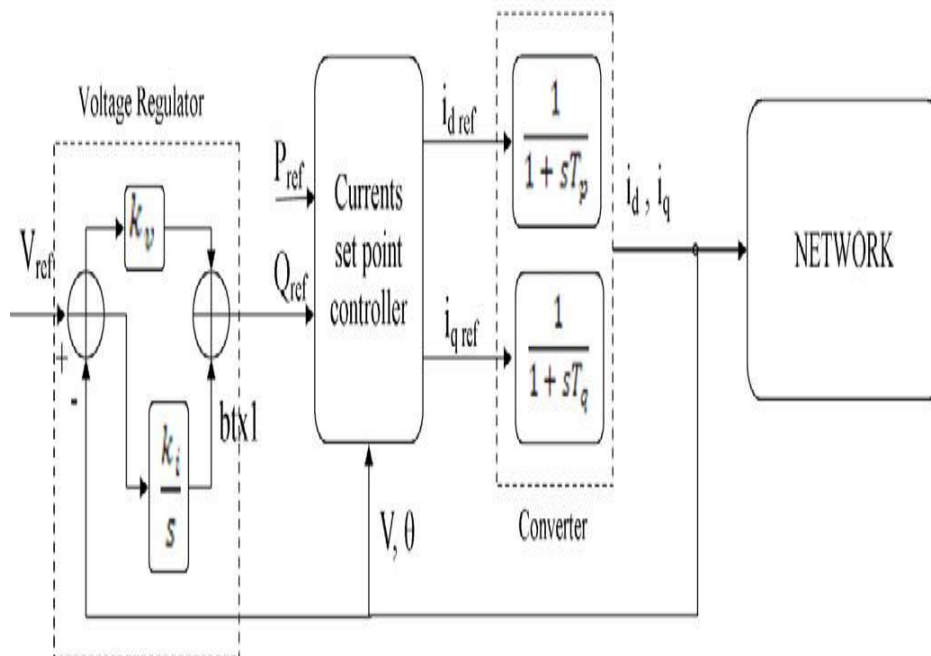 Voltage Regulator
V_ref
+
-
k_v
k_i
s
btx1
P_ref
Q_ref
Currents
set point
controller
V, θ
i_d ref
i_q ref
1
1 + sT_p
1
1 + sT_q
Converter
i_d , i_q
NETWORK